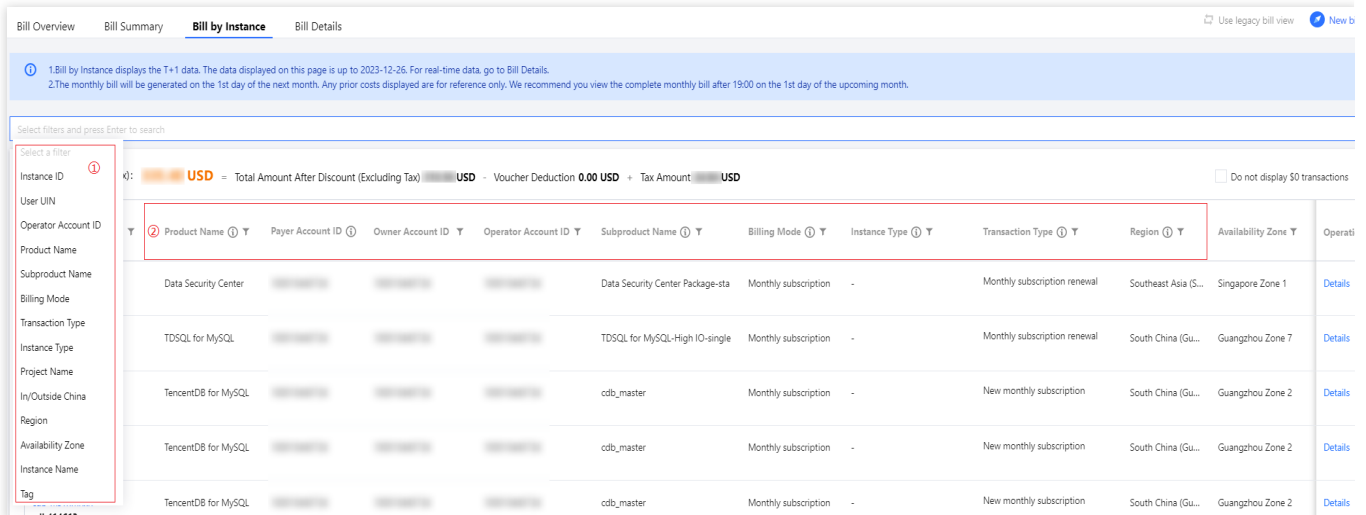 Bill Overview Bill Summary Bill by Instance Bill Details Use legacy bill view New b
1.Bill by Instance displays the T+1 data. The data displayed on this page is up to 2023-12-26. For real-time data, go to Bill Details.
2.The monthly bill will be generated on the 1st day of the next month. Any prior costs displayed are for reference only. We recommend you view the complete monthly bill after 19:00 on the 1st day of the upcoming month.
Select filters and press Enter to search
Select a filter
①
Instance ID
User UIN
Operator Account ID
Product Name
Subproduct Name
Billing Mode
Transaction Type
Instance Type
Project Name
In/Outside China
Region
Availability Zone
Instance Name
Tag
): USD = Total Amount After Discount (Excluding Tax) USD - Voucher Deduction 0.00 USD + Tax Amount USD
Do not display $0 transactions
② Product Name Payer Account ID Owner Account ID Operator Account ID Subproduct Name Billing Mode Instance Type Transaction Type Region Availability Zone Operati
Data Security Center Data Security Center Package-sta Monthly subscription - Monthly subscription renewal Southeast Asia (S... Singapore Zone 1 Details
TDSQL for MySQL TDSQL for MySQL-High IO-single Monthly subscription - Monthly subscription renewal South China (Gu... Guangzhou Zone 7 Details
TencentDB for MySQL cdb_master Monthly subscription - New monthly subscription South China (Gu... Guangzhou Zone 2 Details
TencentDB for MySQL cdb_master Monthly subscription - New monthly subscription South China (Gu... Guangzhou Zone 2 Details
TencentDB for MySQL cdb_master Monthly subscription - New monthly subscription South China (Gu... Guangzhou Zone 2 Details